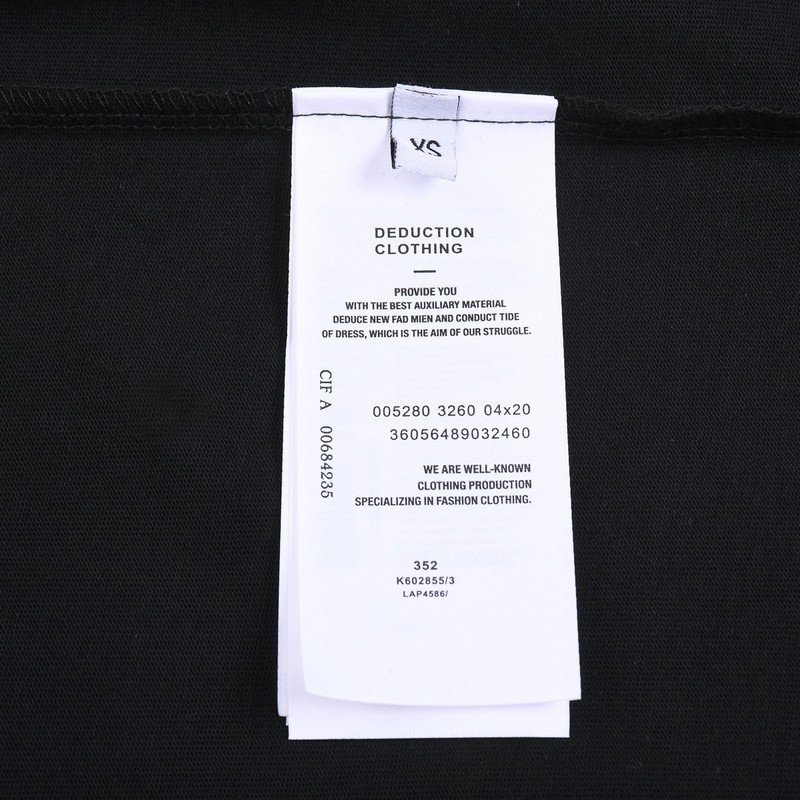 XS
DEDUCTION
CLOTHING
PROVIDE YOU
WITH THE BEST AUXILIARY MATERIAL
DEDUCE NEW FAD MIEN AND CONDUCT TIDE
OF DRESS, WHICH IS THE AIM OF OUR STRUGGLE.
CIF A 00684235
005280 3260 04x20
36056489032460
WE ARE WELL-KNOWN
CLOTHING PRODUCTION
SPECIALIZING IN FASHION CLOTHING.
352
K602855/3
LAP4586/